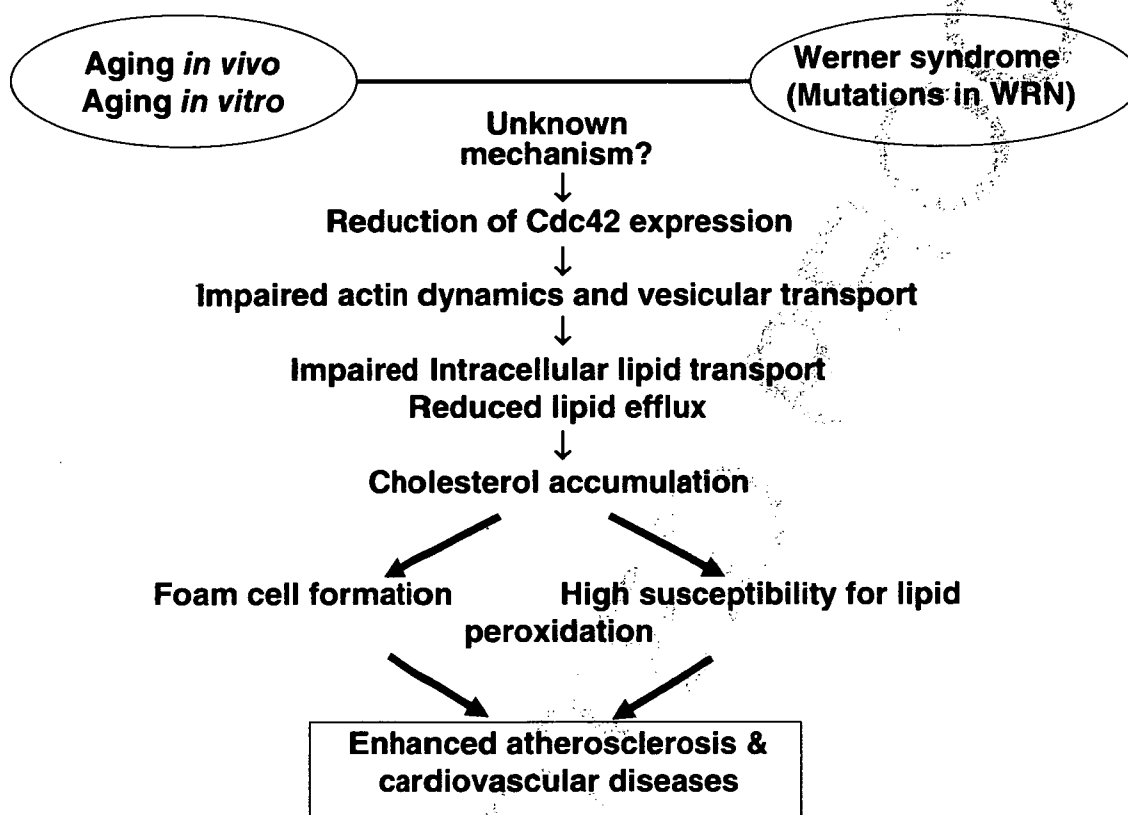 Aging in vivo
Aging in vitro
Werner syndrome
(Mutations in WRN)
Unknown
mechanism?
↓
Reduction of Cdc42 expression
↓
Impaired actin dynamics and vesicular transport
↓
Impaired Intracellular lipid transport
Reduced lipid efflux
↓
Cholesterol accumulation
Foam cell formation
High susceptibility for lipid
peroxidation
Enhanced atherosclerosis &
cardiovascular diseases